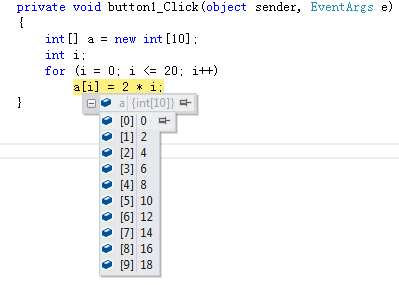 private void button1_Click(object sender, EventArgs e)
{
int[] a = new int[10];
int i;
for (i = 0; i <= 20; i++)
a[i] = 2 * i;
}
a {int[10]}
[0] 0
[1] 2
[2] 4
[3] 6
[4] 8
[5] 10
[6] 12
[7] 14
[8] 16
[9] 18